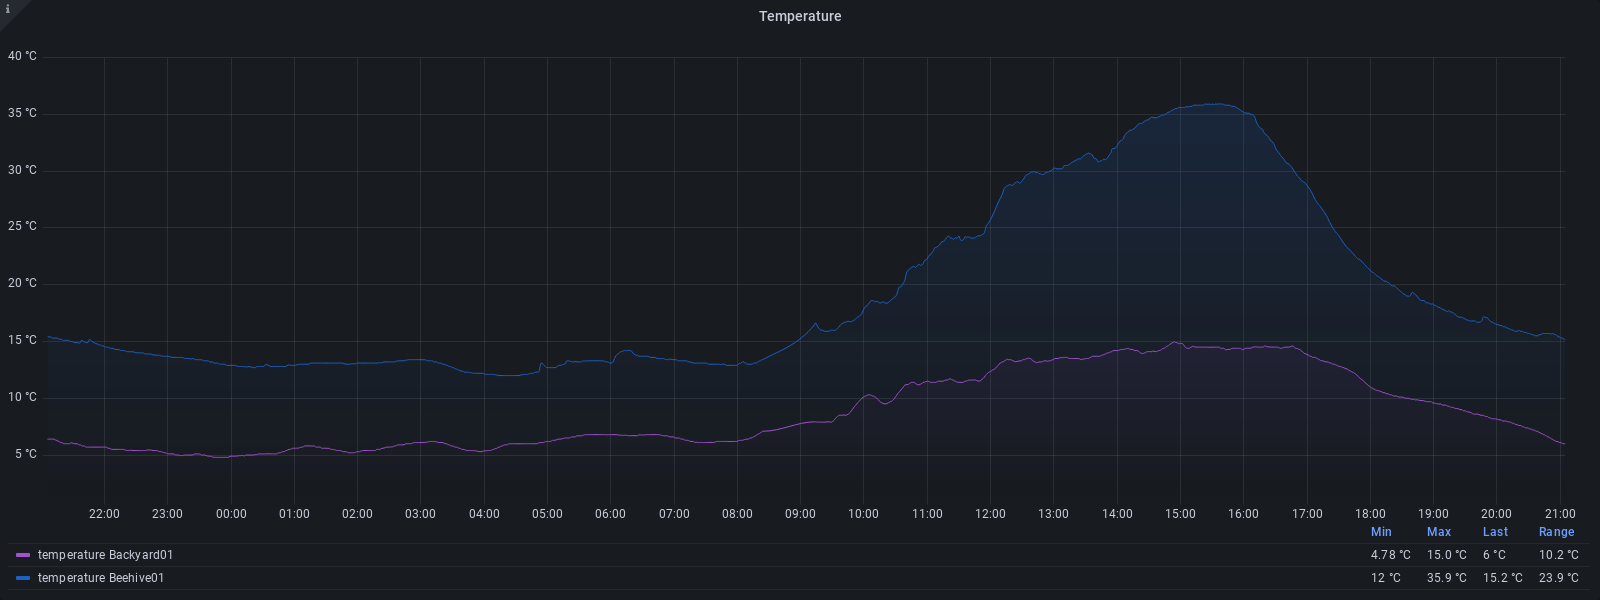 i
Temperature
40 °C
35 °C
30 °C
25 °C
20 °C
15 °C
10 °C
5 °C
22:00 23:00 00:00 01:00 02:00 03:00 04:00 05:00 06:00 07:00 08:00 09:00 10:00 11:00 12:00 13:00 14:00 15:00 16:00 17:00 18:00 19:00 20:00 21:00
Min Max Last Range
temperature Backyard01 4.78 °C 15.0 °C 6 °C 10.2 °C
temperature Beehive01 12 °C 35.9 °C 15.2 °C 23.9 °C